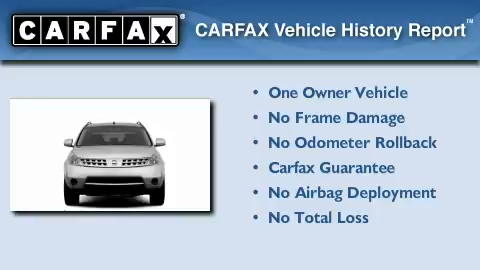 CARFAX® CARFAX Vehicle History Report™
• One Owner Vehicle
• No Frame Damage
• No Odometer Rollback
• Carfax Guarantee
• No Airbag Deployment
• No Total Loss